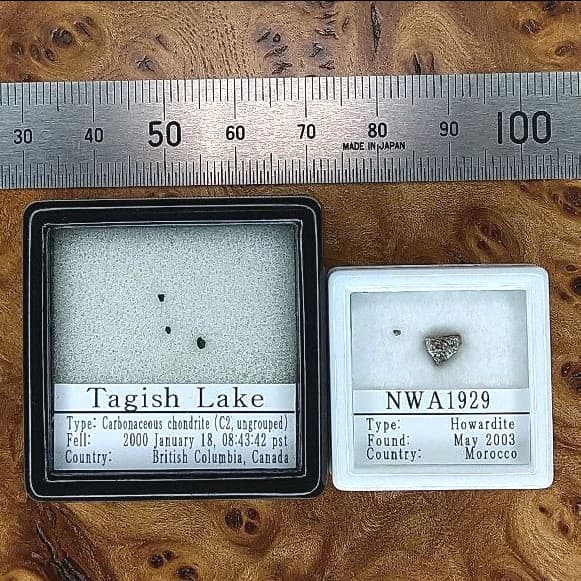 30 40 50 60 70 80 90 100
MADE IN JAPAN
Tagish Lake
Type: Carbonaceous chondrite (C2, ungrouped)
Fell: 2000 January 18, 08:43:42 pst
Country: British Columbia, Canada
NWA1929
Type: Howardite
Found: May 2003
Country: Morocco